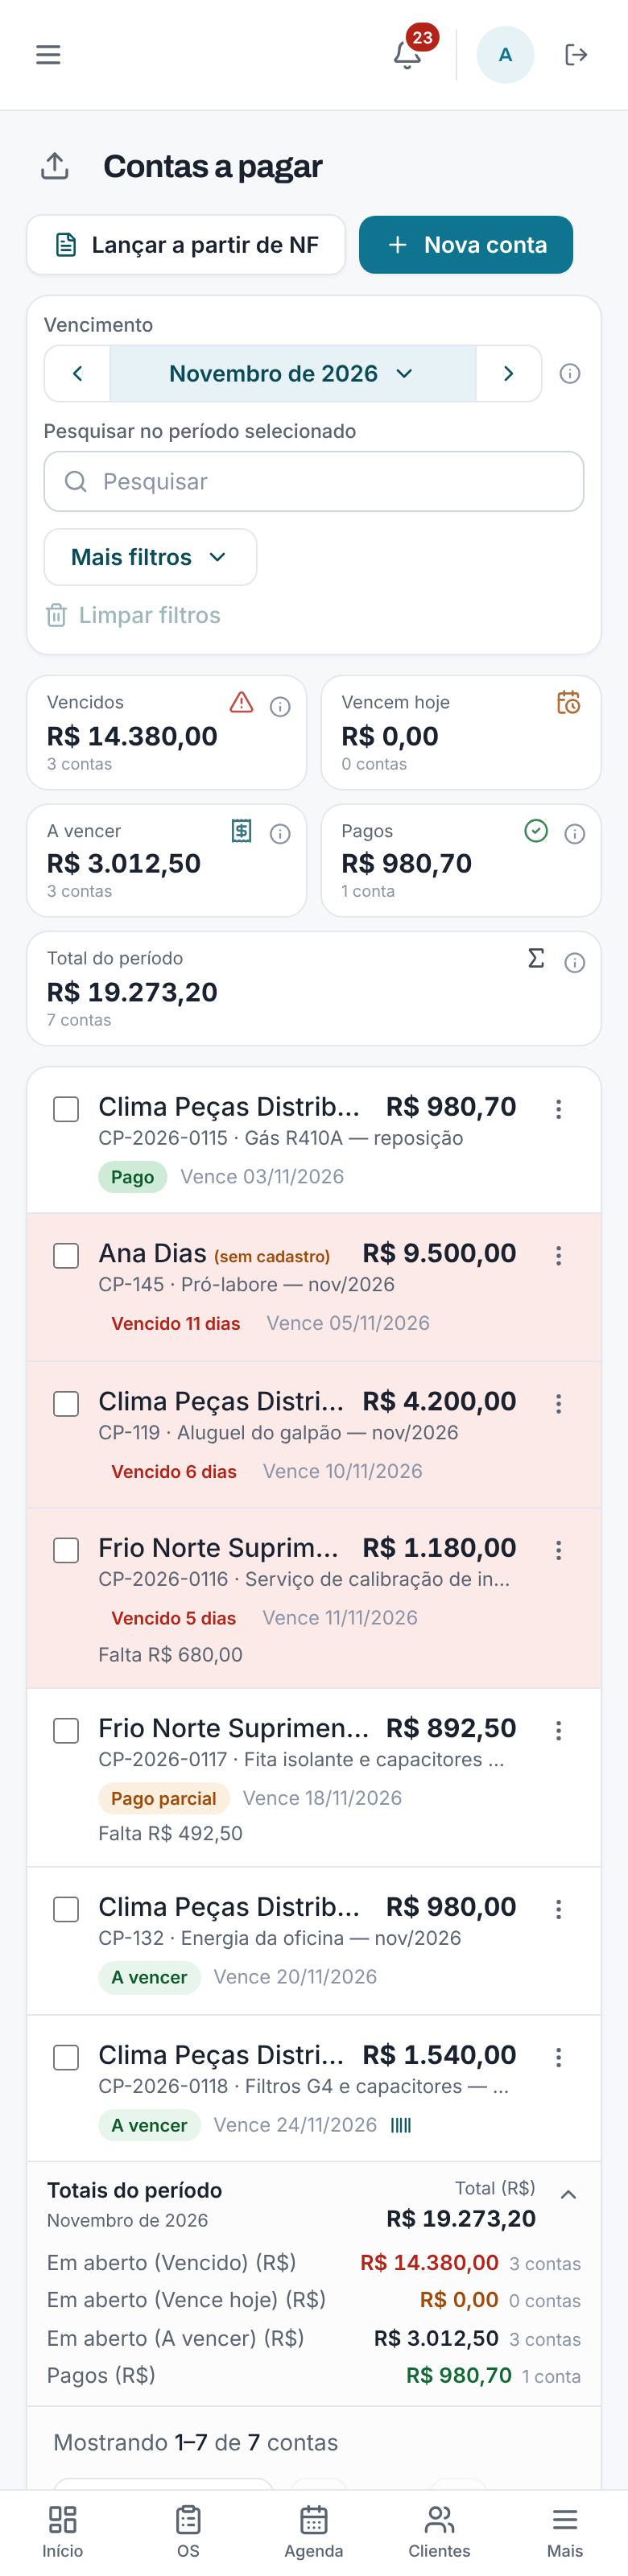 23
A
Contas a pagar
Lançar a partir de NF
Nova conta
Vencimento
Novembro de 2026
Pesquisar no período selecionado
Pesquisar
Mais filtros
Limpar filtros
Vencidos
R$ 14.380,00
3 contas
Vencem hoje
R$ 0,00
0 contas
A vencer
R$ 3.012,50
3 contas
Pagos
R$ 980,70
1 conta
Total do período
R$ 19.273,20
7 contas
Clima Peças Distrib... R$ 980,70
CP-2026-0115 · Gás R410A — reposição
Pago Vence 03/11/2026
Ana Dias (sem cadastro) R$ 9.500,00
CP-145 · Pró-labore — nov/2026
Vencido 11 dias Vence 05/11/2026
Clima Peças Distri... R$ 4.200,00
CP-119 · Aluguel do galpão — nov/2026
Vencido 6 dias Vence 10/11/2026
Frio Norte Suprim... R$ 1.180,00
CP-2026-0116 · Serviço de calibração de in...
Vencido 5 dias Vence 11/11/2026
Falta R$ 680,00
Frio Norte Suprimen... R$ 892,50
CP-2026-0117 · Fita isolante e capacitores ...
Pago parcial Vence 18/11/2026
Falta R$ 492,50
Clima Peças Distrib... R$ 980,00
CP-132 · Energia da oficina — nov/2026
A vencer Vence 20/11/2026
Clima Peças Distri... R$ 1.540,00
CP-2026-0118 · Filtros G4 e capacitores — ...
A vencer Vence 24/11/2026
Totais do período Total (R$)
Novembro de 2026 R$ 19.273,20
Em aberto (Vencido) (R$) R$ 14.380,00 3 contas
Em aberto (Vence hoje) (R$) R$ 0,00 0 contas
Em aberto (A vencer) (R$) R$ 3.012,50 3 contas
Pagos (R$) R$ 980,70 1 conta
Mostrando 1–7 de 7 contas
Início OS Agenda Clientes Mais